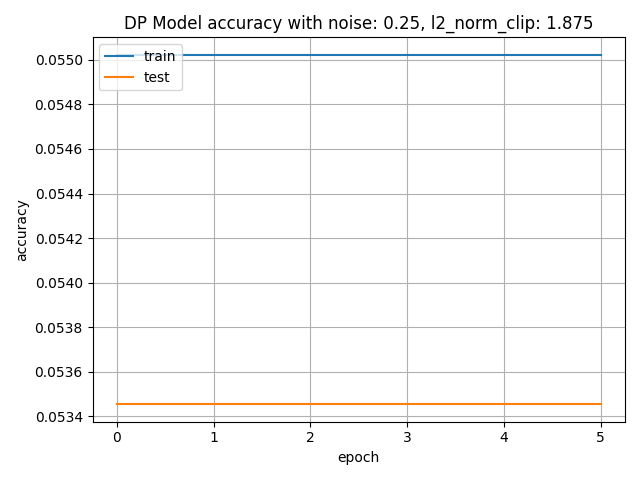 DP Model accuracy with noise: 0.25, l2_norm_clip: 1.875
train
test
0.0550
0.0548
0.0546
0.0544
0.0542
0.0540
0.0538
0.0536
0.0534
accuracy
0 1 2 3 4 5
epoch